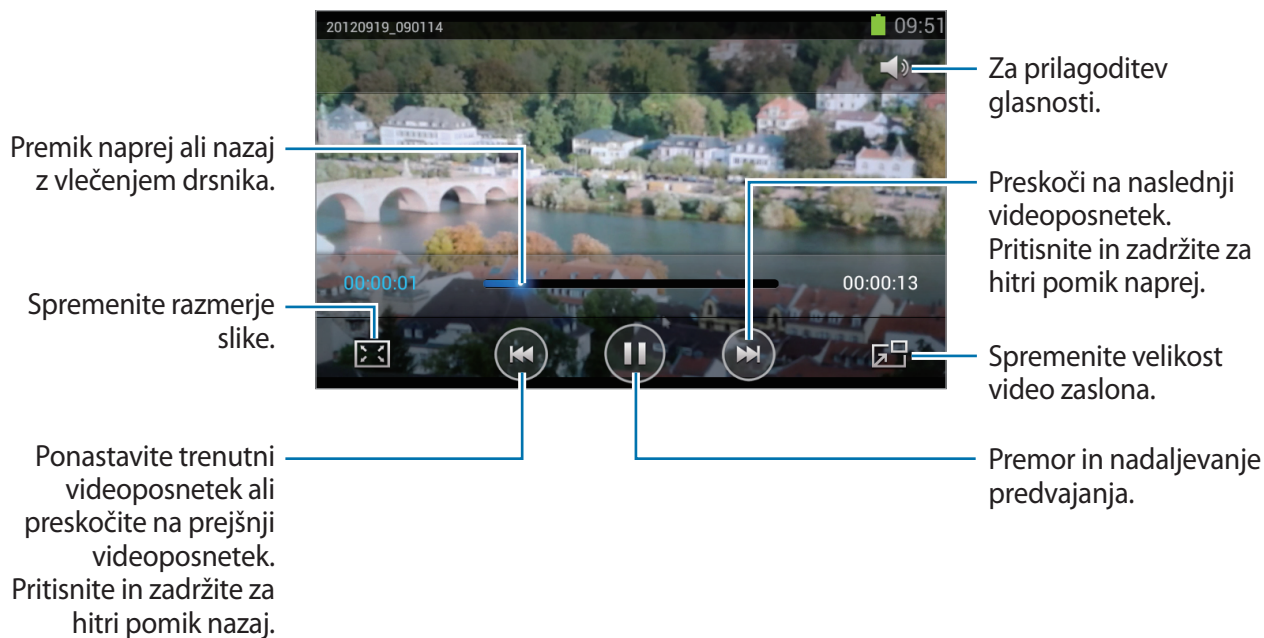 20120919_090114
09:51
Za prilagoditev
glasnosti.
Premik naprej ali nazaj
z vlečenjem drsnika.
Preskoči na naslednji
videoposnetek.
Pritisnite in zadržite za
hitri pomik naprej.
00:00:01
00:00:13
Spremenite razmerje
slike.
Spremenite velikost
video zaslona.
Ponastavite trenutni
videoposnetek ali
preskočite na prejšnji
videoposnetek.
Pritisnite in zadržite za
hitri pomik nazaj.
Premor in nadaljevanje
predvajanja.